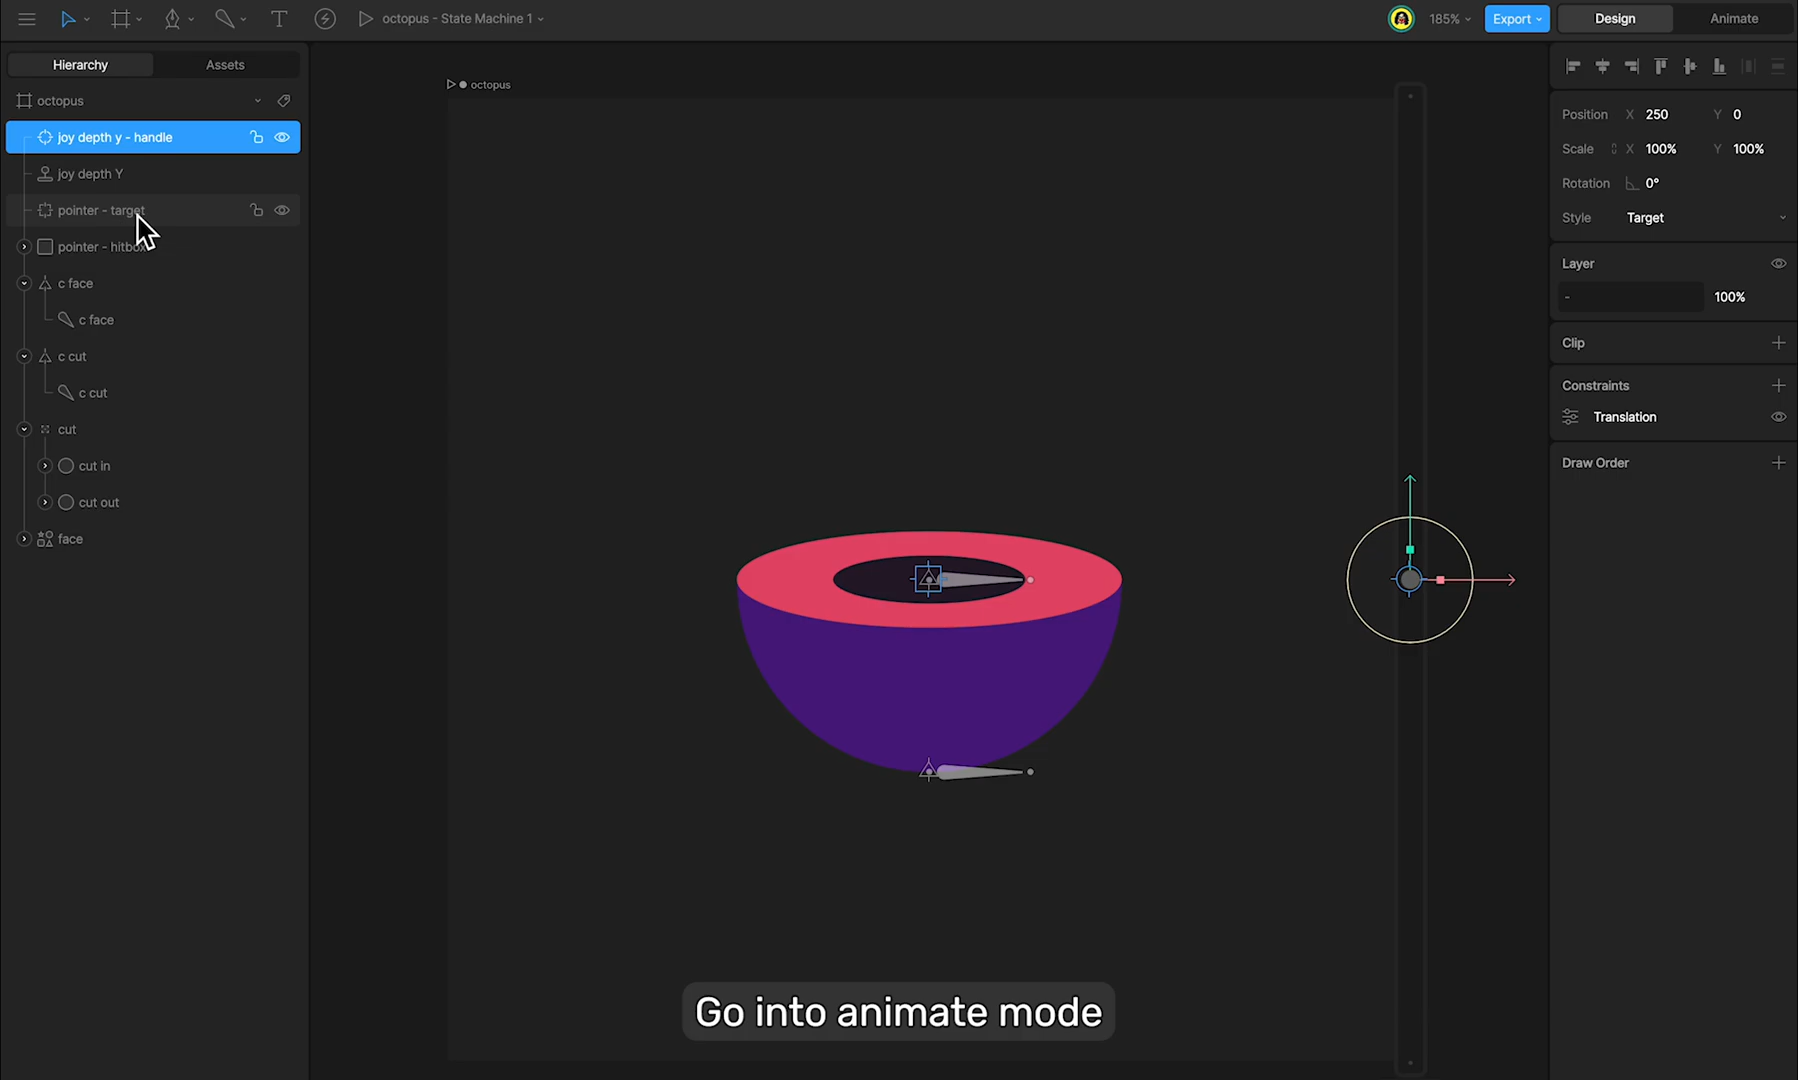 octopus - State Machine 1
185%
Export
Design
Animate
Hierarchy
Assets
octopus
joy depth y - handle
joy depth Y
pointer - target
pointer - hitbox
c face
c face
c cut
c cut
cut
cut in
cut out
face
octopus
Go into animate mode
Position X 250 Y 0
Scale X 100% Y 100%
Rotation 0°
Style Target
Layer
- 100%
Clip
Constraints
Translation
Draw Order